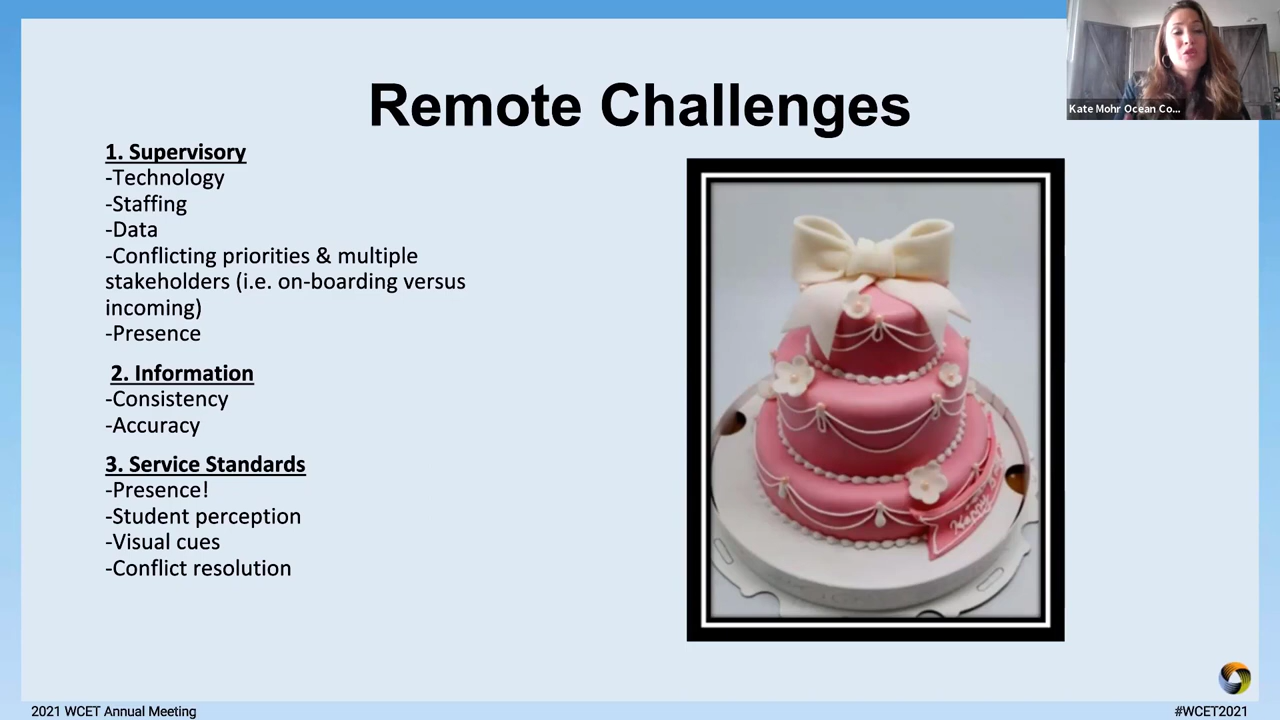 Remote Challenges
Kate Mohr Ocean Co...
1. Supervisory
-Technology
-Staffing
-Data
-Conflicting priorities & multiple
stakeholders (i.e. on-boarding versus
incoming)
-Presence
2. Information
-Consistency
-Accuracy
3. Service Standards
-Presence!
-Student perception
-Visual cues
-Conflict resolution
Happy
2021 WCET Annual Meeting
#WCET2021